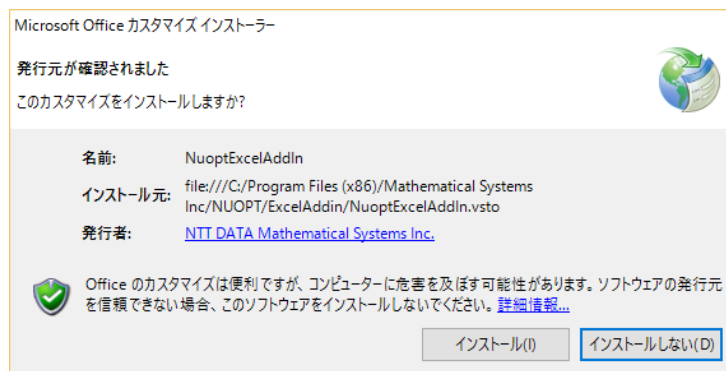 Microsoft Office カスタマイズ インストーラー
発行元が確認されました
このカスタマイズをインストールしますか?
名前: NuoptExcelAddIn
インストール元: file:///C:/Program Files (x86)/Mathematical Systems
Inc/NUOPT/ExcelAddin/NuoptExcelAddIn.vsto
発行者: NTT DATA Mathematical Systems Inc.
Office のカスタマイズは便利ですが、コンピューターに危害を及ぼす可能性があります。ソフトウェアの発行元
を信頼できない場合、このソフトウェアをインストールしないでください。詳細情報...
インストール(I) インストールしない(D)